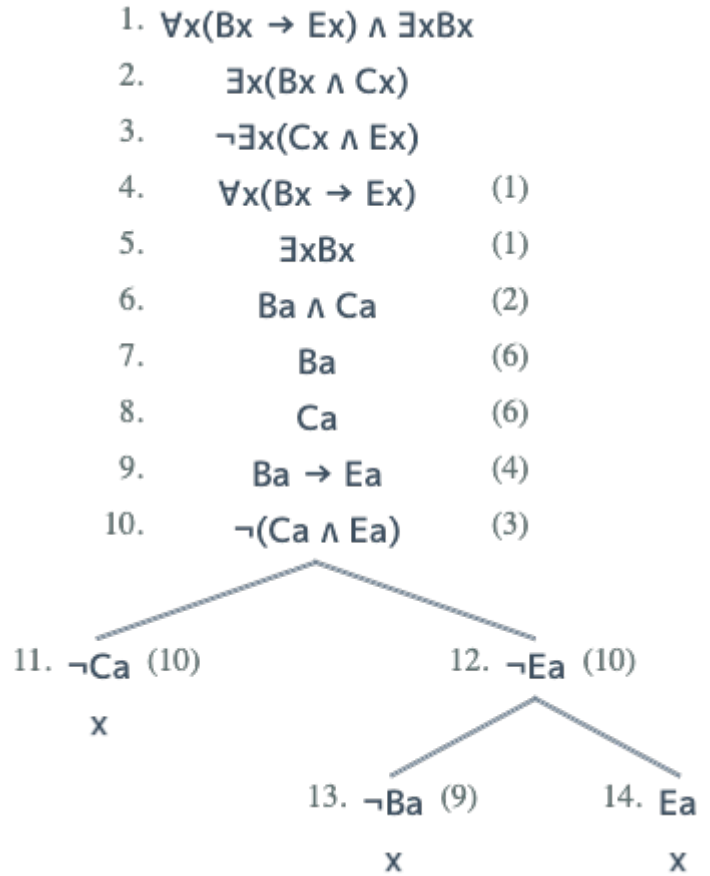 1. ∀x(Bx → Ex) ∧ ∃xBx
2. ∃x(Bx ∧ Cx)
3. ¬∃x(Cx ∧ Ex)
4. ∀x(Bx → Ex) (1)
5. ∃xBx (1)
6. Ba ∧ Ca (2)
7. Ba (6)
8. Ca (6)
9. Ba → Ea (4)
10. ¬(Ca ∧ Ea) (3)
11. ¬Ca (10) 12. ¬Ea (10)
x
13. ¬Ba (9) 14. Ea
x x